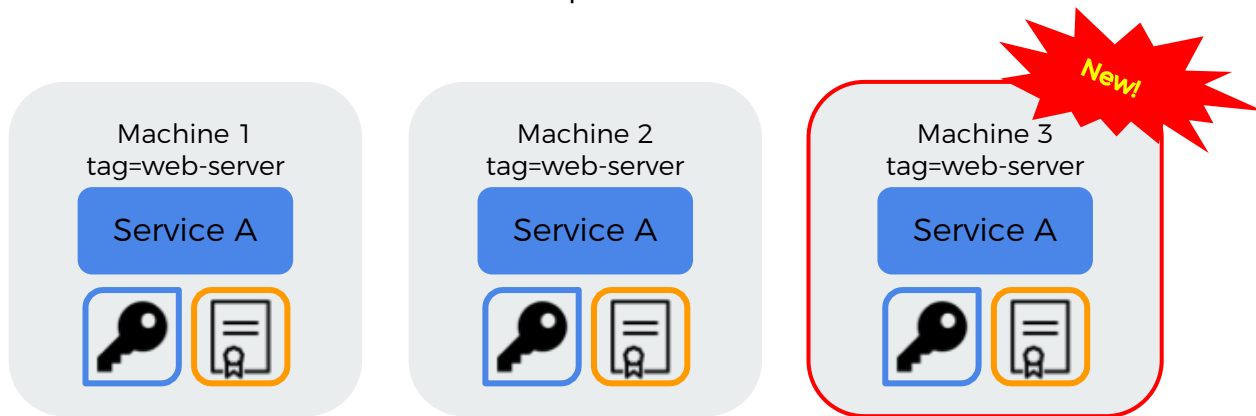 New!
Machine 1
tag=web-server
Service A
Machine 2
tag=web-server
Service A
Machine 3
tag=web-server
Service A